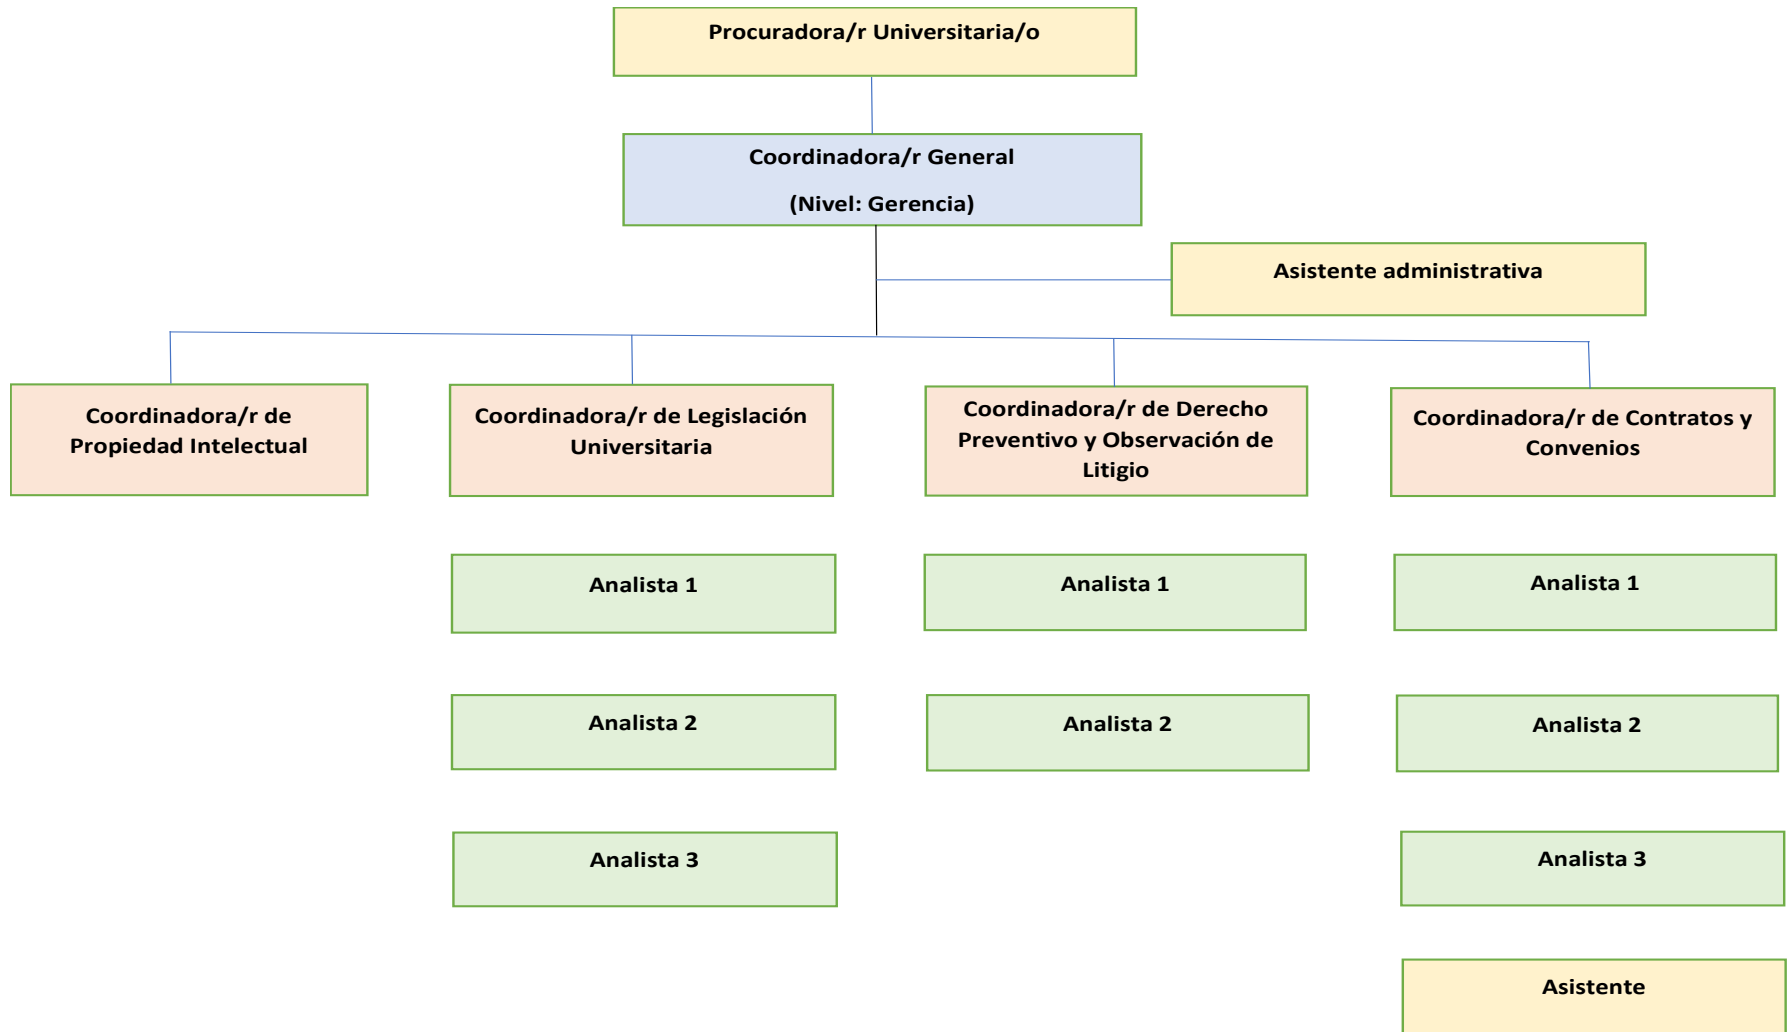 Procuradora/r Universitaria/o
Coordinadora/r General
(Nivel: Gerencia)
Asistente administrativa
Coordinadora/r de
Propiedad Intelectual
Coordinadora/r de Legislación
Universitaria
Coordinadora/r de Derecho
Preventivo y Observación de
Litigio
Coordinadora/r de Contratos y
Convenios
Analista 1
Analista 1
Analista 1
Analista 2
Analista 2
Analista 2
Analista 3
Analista 3
Asistente